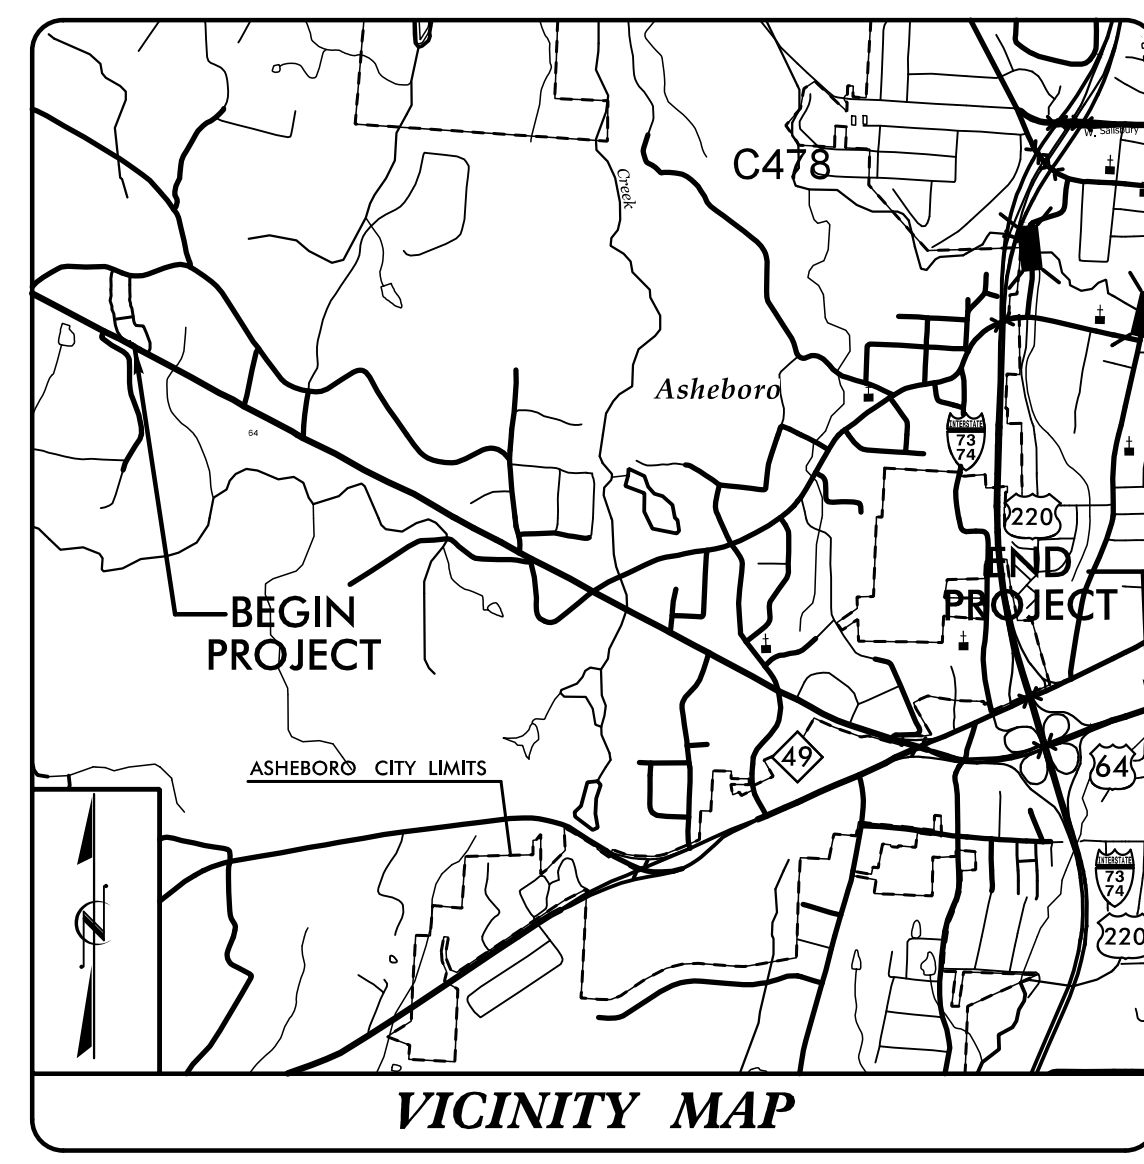 W. Salisbury
C478
Creek
Asheboro
INTERSTATE
73
74
64
220
END
PROJECT
BEGIN
PROJECT
49
64
ASHEBORO CITY LIMITS
INTERSTATE
73
74
220
VICINITY MAP